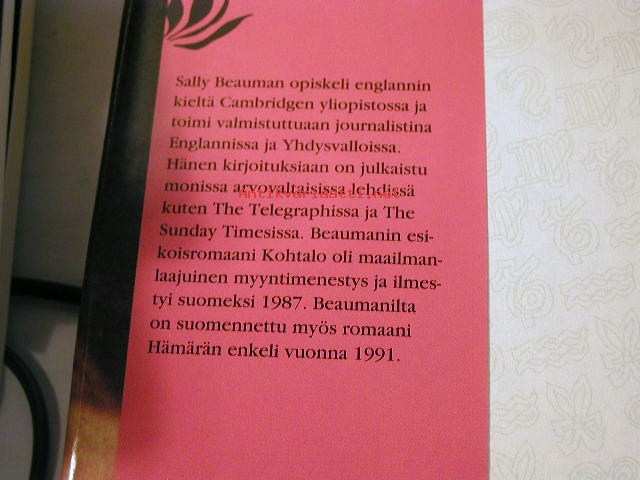 Sally Beauman opiskeli englannin
kieltä Cambridgen yliopistossa ja
toimi valmistuttuaan journalistina
Englannissa ja Yhdysvalloissa.
Hänen kirjoituksiaan on julkaistu
monissa arvovaltaisissa lehdissä
kuten The Telegraphissa ja The
Sunday Timesissa. Beaumanin esi-
koisromaani Kohtalo oli maailman-
laajuinen myyntimenestys ja ilmes-
tyi suomeksi 1987. Beaumanilta
on suomennettu myös romaani
Hämärän enkeli vuonna 1991.